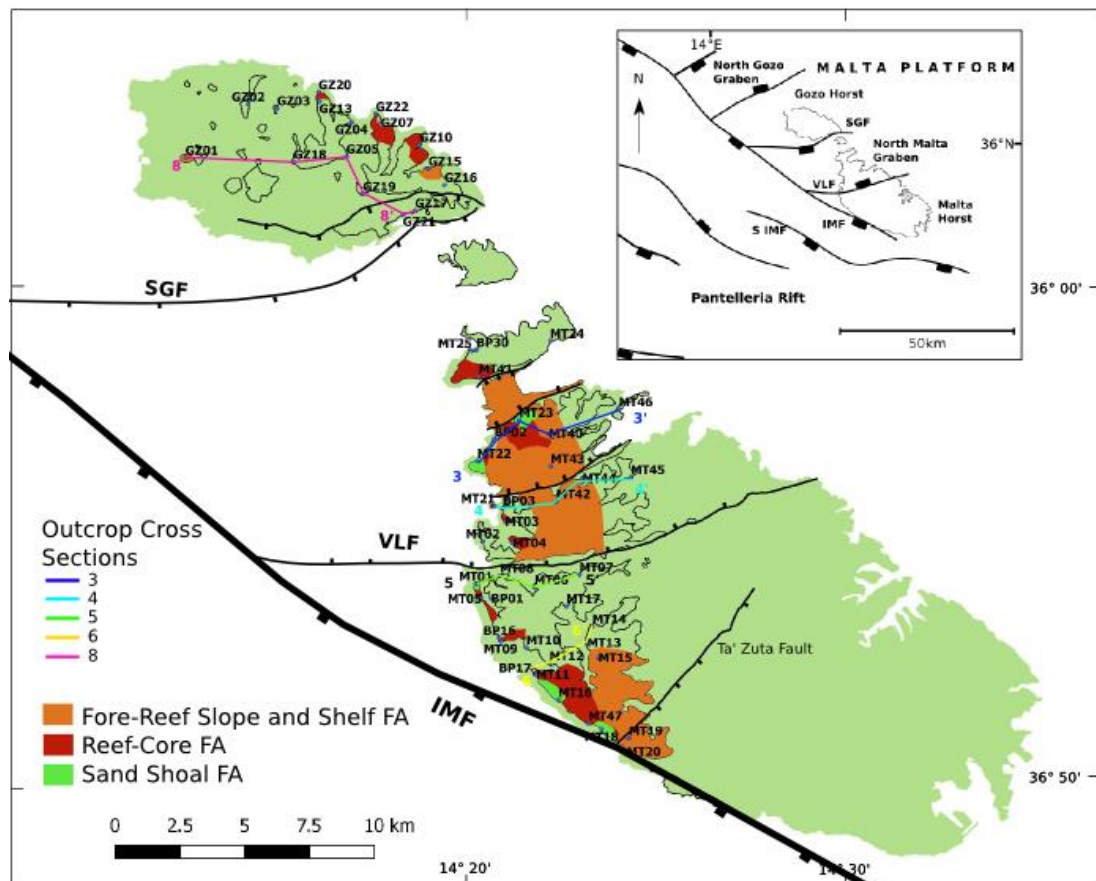 14°E
North Gozo
Graben
MALTA PLATFORM
N
Gozo Horst
SGF
36°N
North Malta
Graben
VLF
Malta
Horst
IMF
S IMF
Pantelleria Rift
50km
GZ20
GZ02
GZ03
GZ13
GZ22
GZ04
GZ07
GZ10
GZ01
GZ05
8
GZ18
GZ15
GZ16
GZ19
GZ17
8'
GZ21
SGF
36° 00'
MT24
MT25
BP30
MT41
MT46
MT23
3'
BP02
MT40
MT22
MT43
3
MT45
MT44
4'
MT21
BP03
MT42
4
MT03
MT02
MT04
VLF
MT08
MT07
5
MT01
MT06
5'
MT05
BP01
MT17
MT14
BP16
6'
MT09
MT10
MT13
MT12
MT15
BP17
MT11
MT16
MT47
MT18
MT19
MT20
Ta' Zuta Fault
IMF
Outcrop Cross
Sections
3
4
5
6
8
Fore-Reef Slope and Shelf FA
Reef-Core FA
Sand Shoal FA
36° 50'
0 2.5 5 7.5 10 km
14° 20'
14° 30'